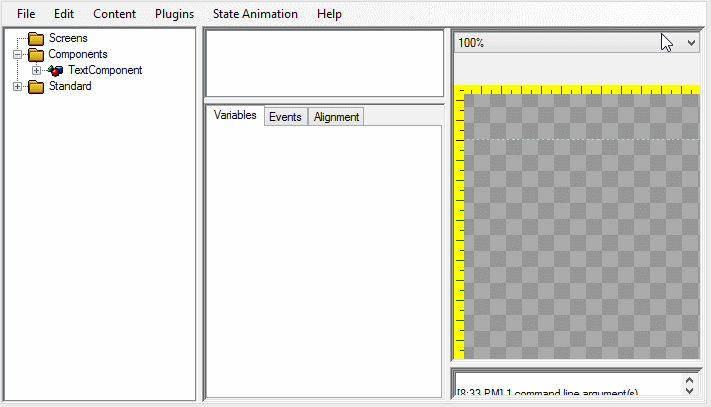 File Edit Content Plugins State Animation Help
Screens
Components
TextComponent
Standard
Variables Events Alignment
100%
[8:33 PM] 1 command line argument(s)